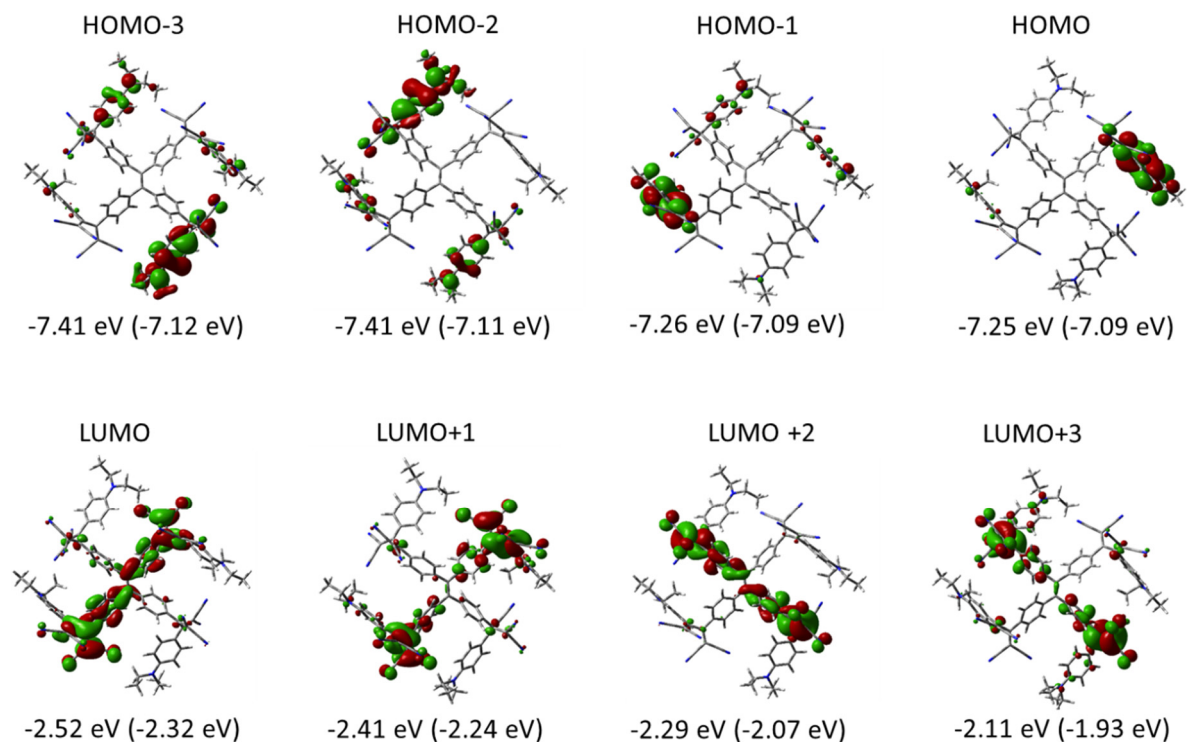 HOMO-3 HOMO-2 HOMO-1 HOMO
-7.41 eV (-7.12 eV) -7.41 eV (-7.11 eV) -7.26 eV (-7.09 eV) -7.25 eV (-7.09 eV)
LUMO LUMO+1 LUMO +2 LUMO+3
-2.52 eV (-2.32 eV) -2.41 eV (-2.24 eV) -2.29 eV (-2.07 eV) -2.11 eV (-1.93 eV)